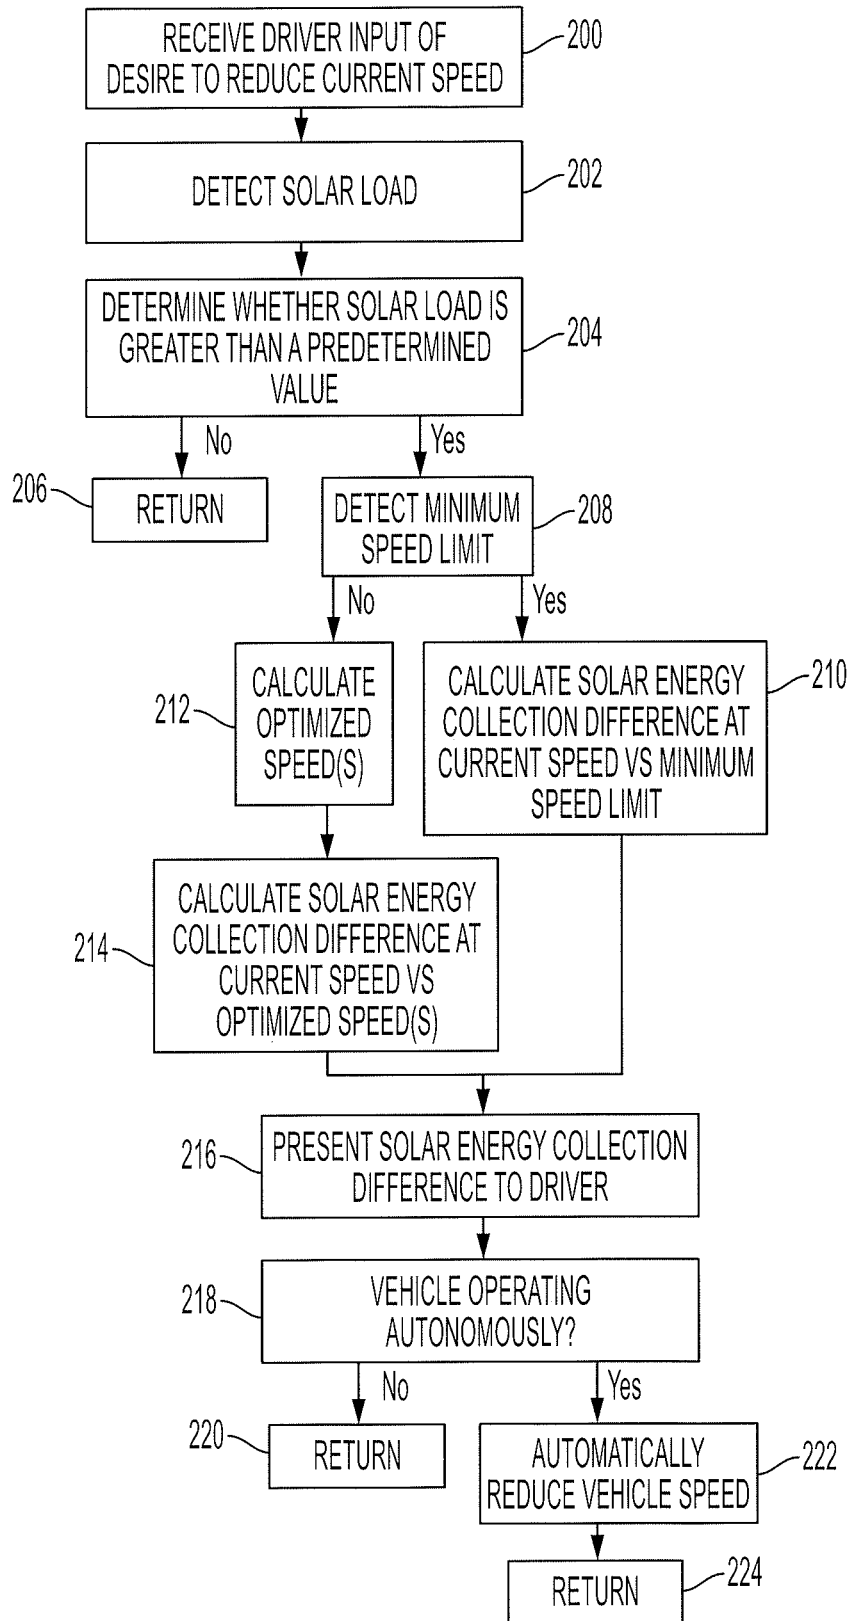 RECEIVE DRIVER INPUT OF
DESIRE TO REDUCE CURRENT SPEED
200
DETECT SOLAR LOAD
202
DETERMINE WHETHER SOLAR LOAD IS
GREATER THAN A PREDETERMINED
VALUE
204
No
Yes
206
RETURN
DETECT MINIMUM
SPEED LIMIT
208
No
Yes
212
CALCULATE
OPTIMIZED
SPEED(S)
CALCULATE SOLAR ENERGY
COLLECTION DIFFERENCE AT
CURRENT SPEED VS MINIMUM
SPEED LIMIT
210
214
CALCULATE SOLAR ENERGY
COLLECTION DIFFERENCE AT
CURRENT SPEED VS
OPTIMIZED SPEED(S)
216
PRESENT SOLAR ENERGY COLLECTION
DIFFERENCE TO DRIVER
218
VEHICLE OPERATING
AUTONOMOUSLY?
No
Yes
220
RETURN
AUTOMATICALLY
REDUCE VEHICLE SPEED
222
RETURN
224